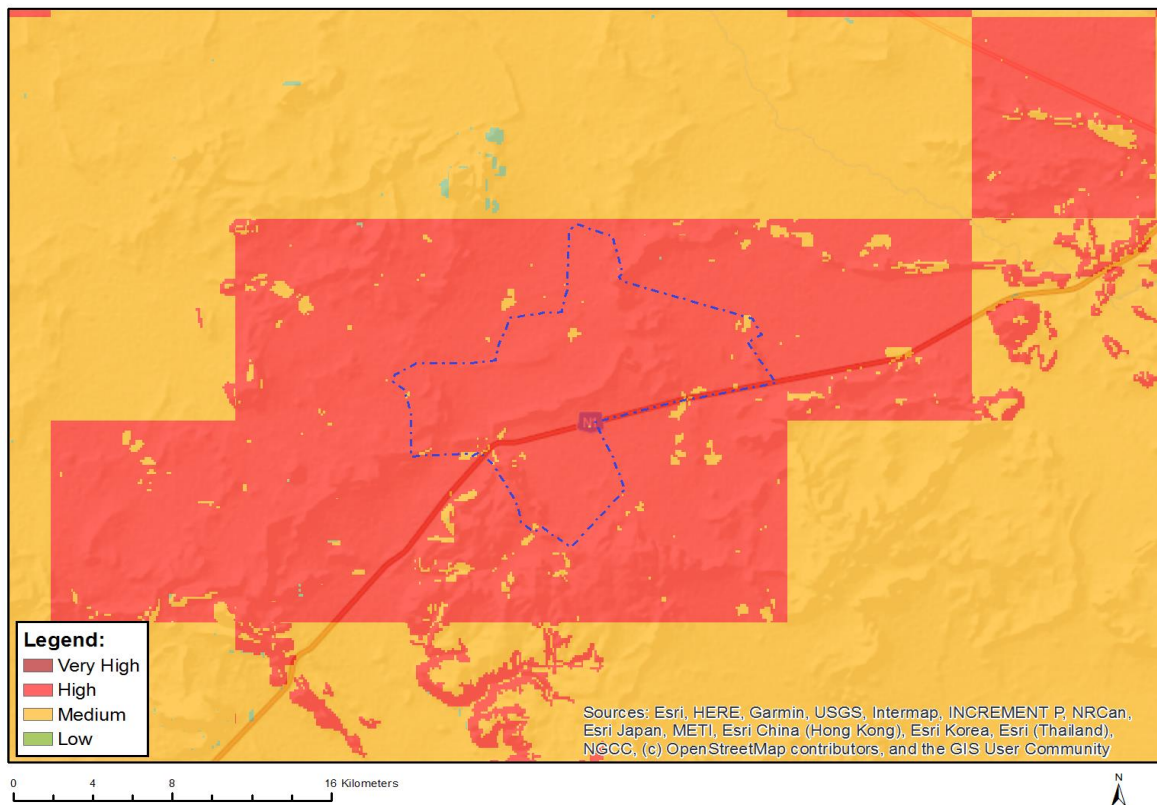 N1
Legend:
Very High
High
Medium
Low
Sources: Esri, HERE, Garmin, USGS, Intermap, INCREMENT P, NRCan,
Esri Japan, METI, Esri China (Hong Kong), Esri Korea, Esri (Thailand),
NGCC, (c) OpenStreetMap contributors, and the GIS User Community
0 4 8 16 Kilometers
N